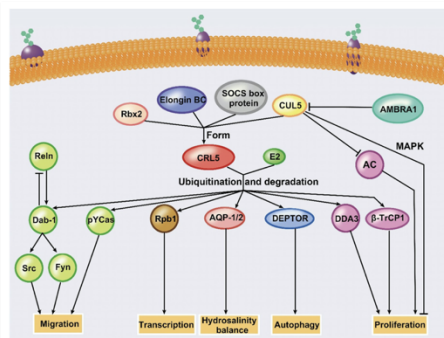 Elongin BC
SOCS box
protein
Rbx2
CUL5
AMBRA1
Form
MAPK
Reln
CRL5
E2
AC
Ubiquitination and degradation
Dab-1
pYCas
Rpb1
AQP-1/2
DEPTOR
DDA3
β-TrCP1
Src
Fyn
Migration
Transcription
Hydrosalinity
balance
Autophagy
Proliferation